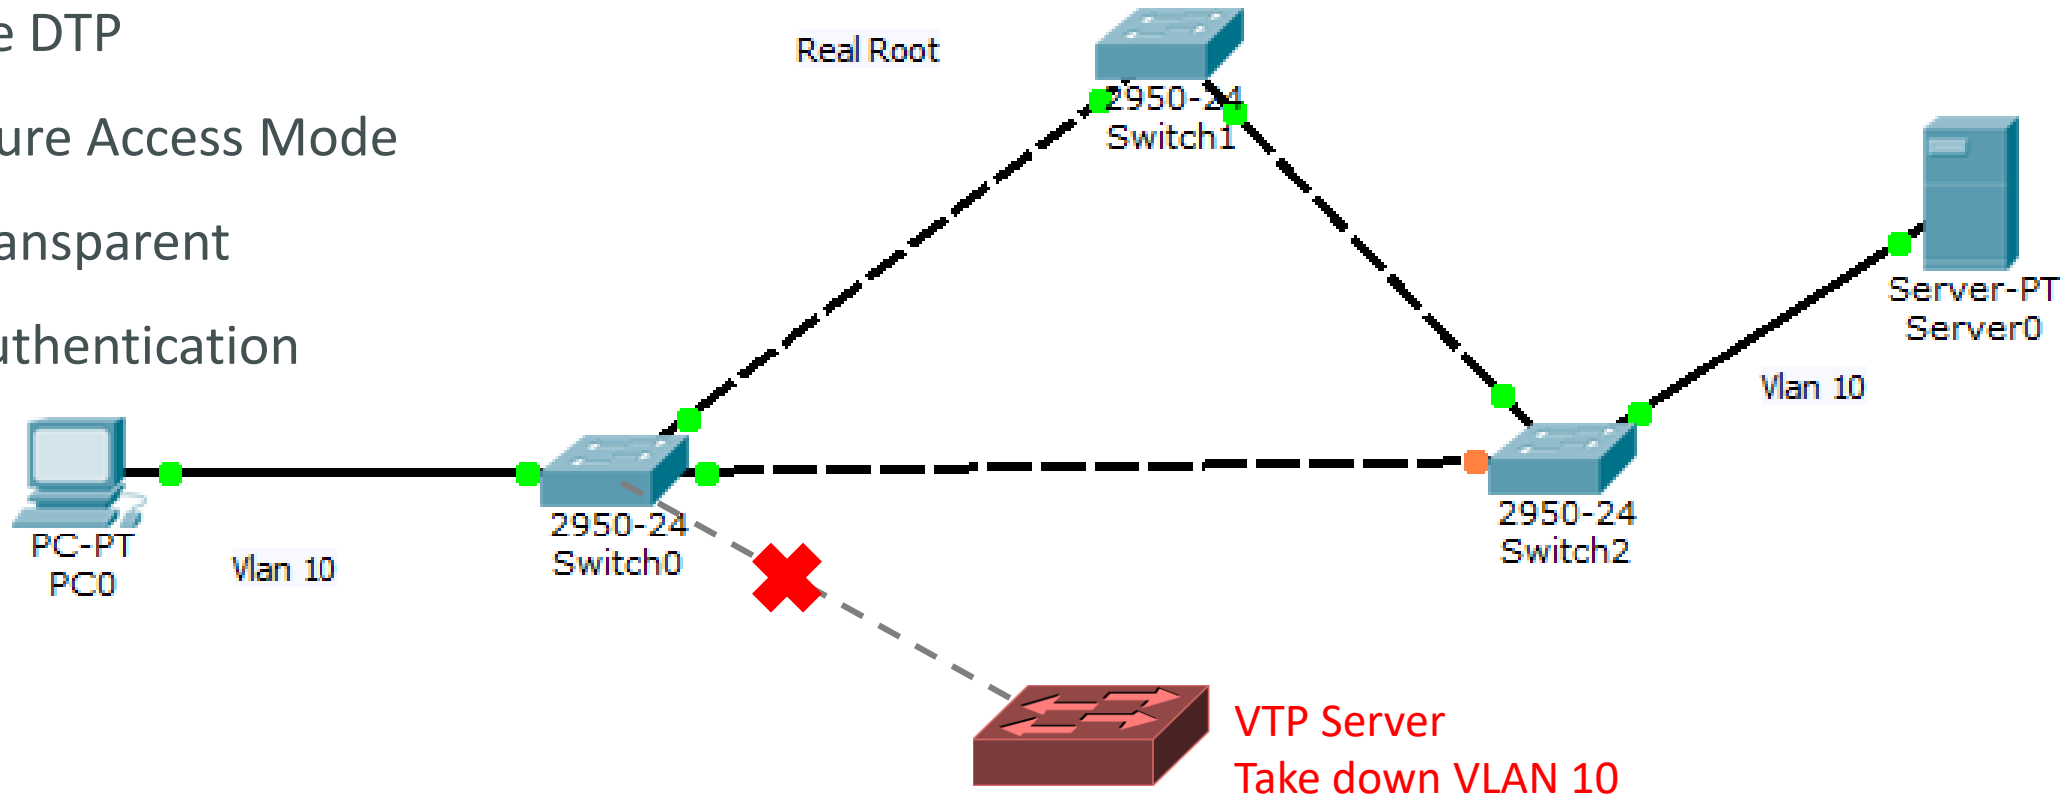 e DTP
Real Root
2950-24
Switch1
ure Access Mode
ansparent
Server-PT
Server0
uthentication
Vlan 10
PC-PT
PC0
Vlan 10
2950-24
Switch0
2950-24
Switch2
VTP Server
Take down VLAN 10